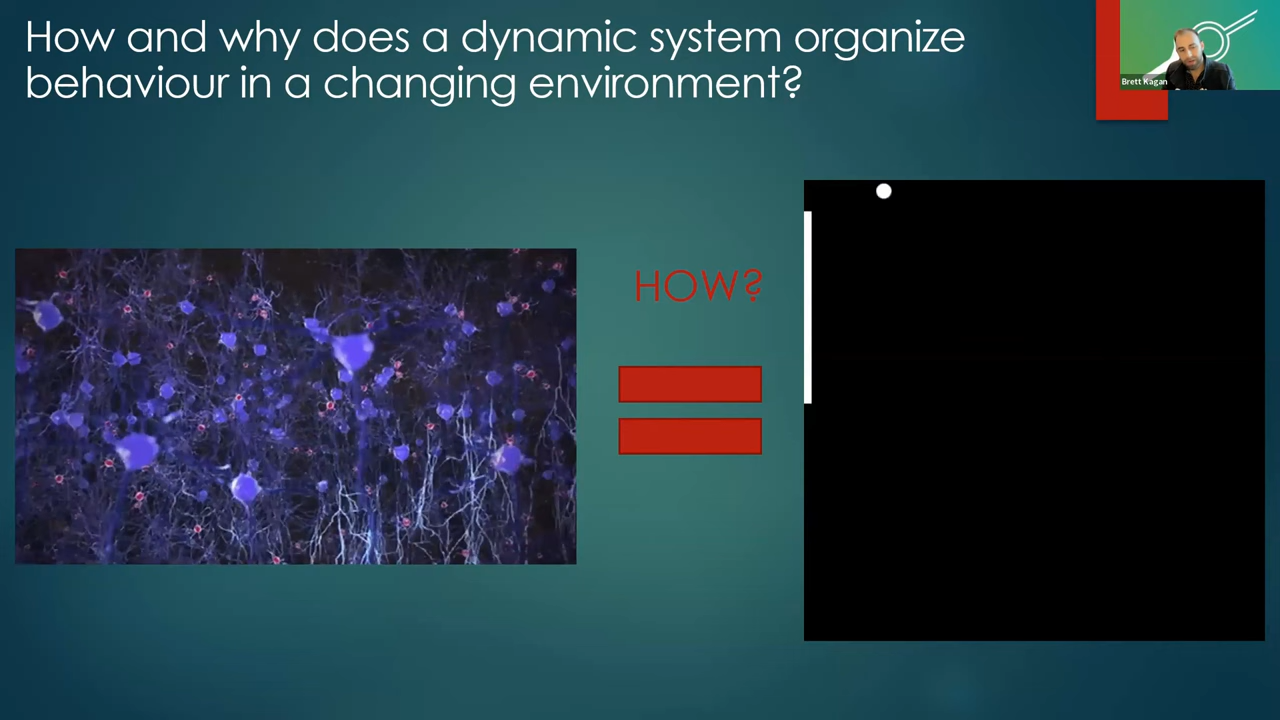 How and why does a dynamic system organize
behaviour in a changing environment?
Brett Kagan
HOW?